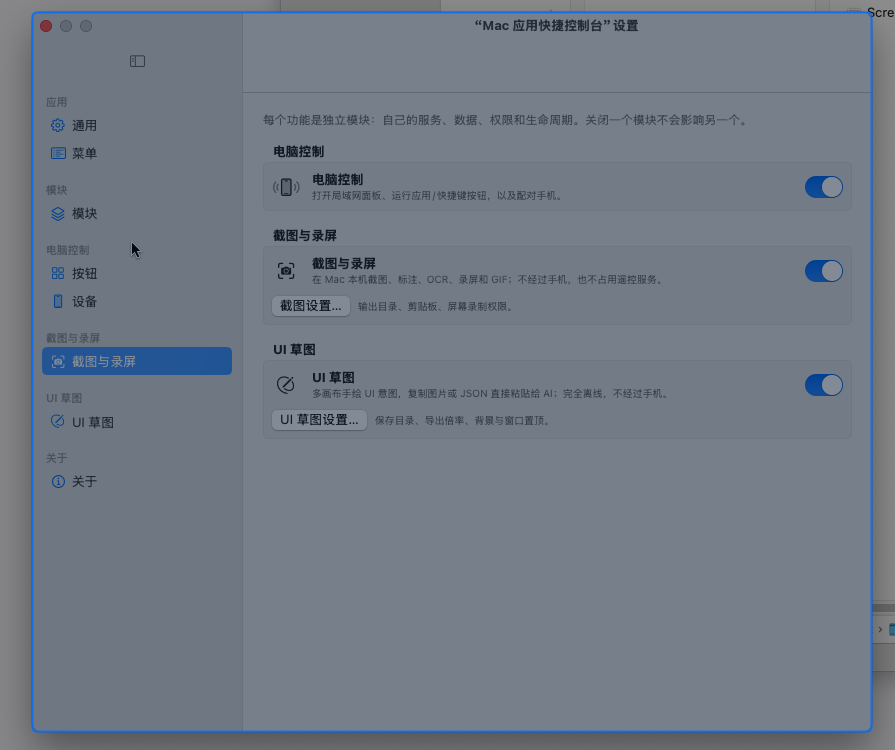 Scre
“Mac 应用快捷控制台”设置
应用
通用
菜单
模块
模块
电脑控制
按钮
设备
截图与录屏
截图与录屏
UI 草图
UI 草图
关于
关于
每个功能是独立模块：自己的服务、数据、权限和生命周期。关闭一个模块不会影响另一个。
电脑控制
电脑控制
打开局域网面板、运行应用/快捷键按钮，以及配对手机。
截图与录屏
截图与录屏
在 Mac 本机截图、标注、OCR、录屏和 GIF；不经过手机，也不占用遥控服务。
截图设置... 输出目录、剪贴板、屏幕录制权限。
UI 草图
UI 草图
多画布手绘 UI 意图，复制图片或 JSON 直接粘贴给 AI；完全离线，不经过手机。
UI 草图设置... 保存目录、导出倍率、背景与窗口置顶。